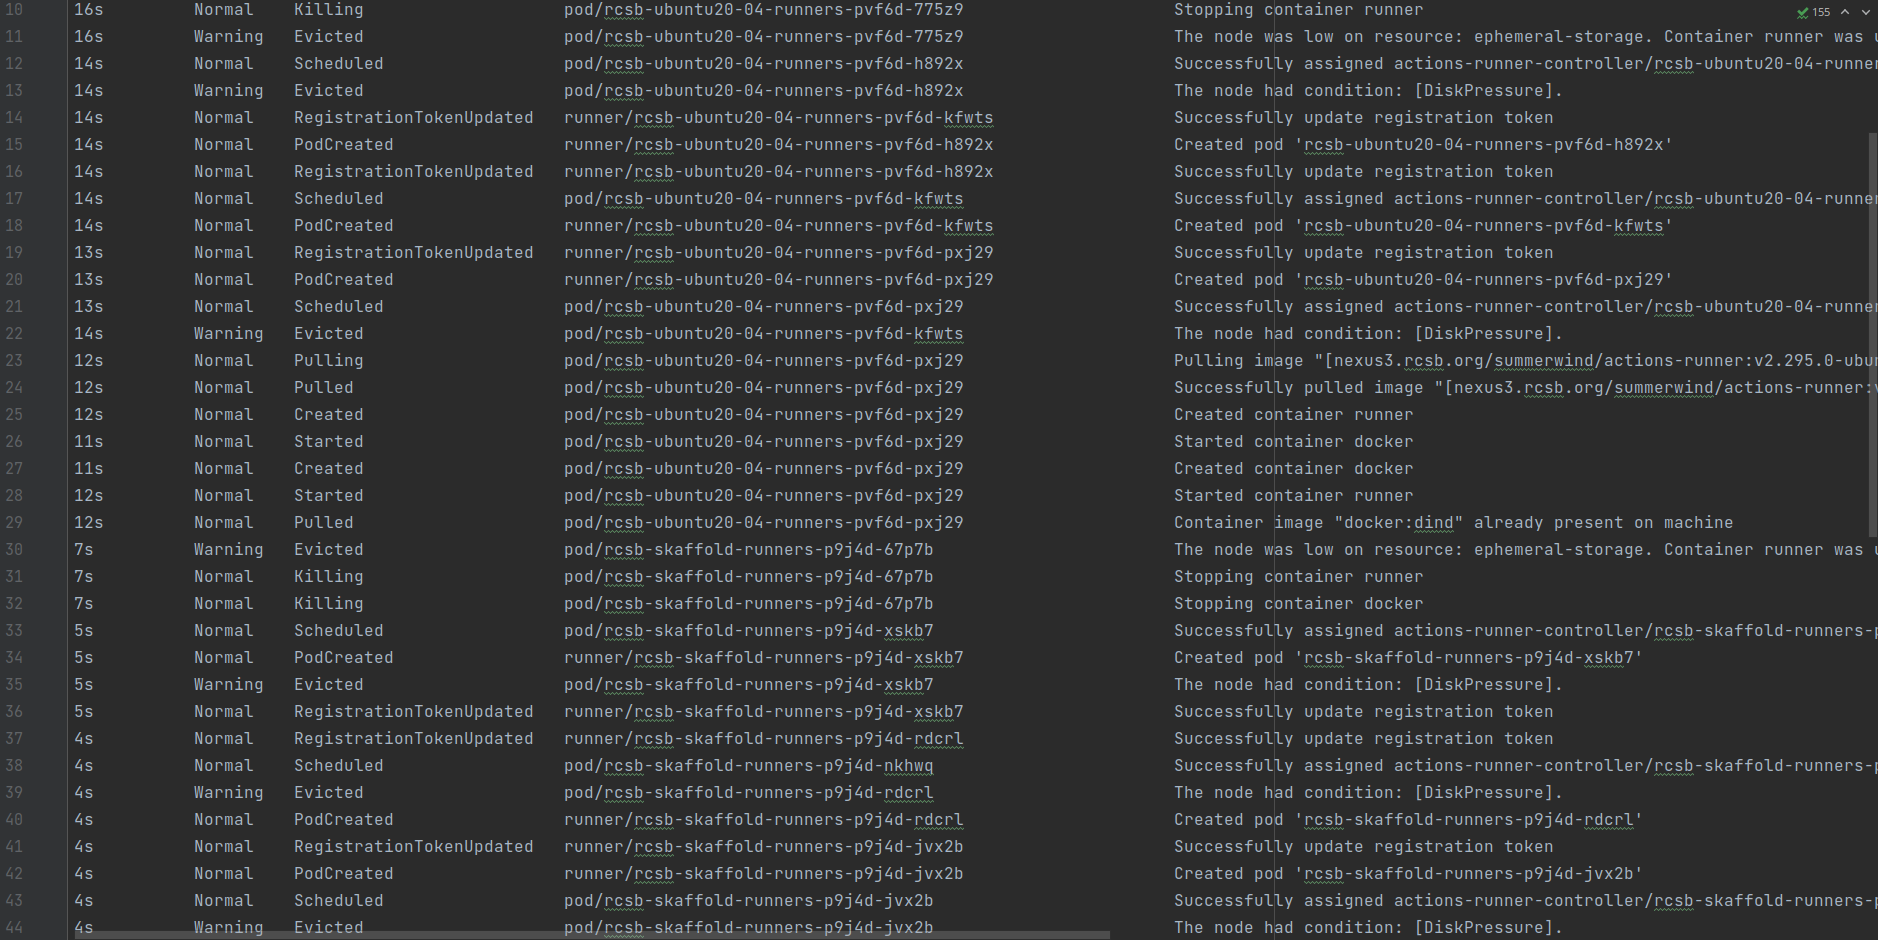 155
10 16s Normal Killing pod/rcsb-ubuntu20-04-runners-pvf6d-775z9 Stopping container runner
11 16s Warning Evicted pod/rcsb-ubuntu20-04-runners-pvf6d-775z9 The node was low on resource: ephemeral-storage. Container runner was
12 14s Normal Scheduled pod/rcsb-ubuntu20-04-runners-pvf6d-h892x Successfully assigned actions-runner-controller/rcsb-ubuntu20-04-runner
13 14s Warning Evicted pod/rcsb-ubuntu20-04-runners-pvf6d-h892x The node had condition: [DiskPressure].
14 14s Normal RegistrationTokenUpdated runner/rcsb-ubuntu20-04-runners-pvf6d-kfwts Successfully update registration token
15 14s Normal PodCreated runner/rcsb-ubuntu20-04-runners-pvf6d-h892x Created pod 'rcsb-ubuntu20-04-runners-pvf6d-h892x'
16 14s Normal RegistrationTokenUpdated runner/rcsb-ubuntu20-04-runners-pvf6d-h892x Successfully update registration token
17 14s Normal Scheduled pod/rcsb-ubuntu20-04-runners-pvf6d-kfwts Successfully assigned actions-runner-controller/rcsb-ubuntu20-04-runner
18 14s Normal PodCreated runner/rcsb-ubuntu20-04-runners-pvf6d-kfwts Created pod 'rcsb-ubuntu20-04-runners-pvf6d-kfwts'
19 13s Normal RegistrationTokenUpdated runner/rcsb-ubuntu20-04-runners-pvf6d-pxj29 Successfully update registration token
20 13s Normal PodCreated runner/rcsb-ubuntu20-04-runners-pvf6d-pxj29 Created pod 'rcsb-ubuntu20-04-runners-pvf6d-pxj29'
21 13s Normal Scheduled pod/rcsb-ubuntu20-04-runners-pvf6d-pxj29 Successfully assigned actions-runner-controller/rcsb-ubuntu20-04-runner
22 14s Warning Evicted pod/rcsb-ubuntu20-04-runners-pvf6d-kfwts The node had condition: [DiskPressure].
23 12s Normal Pulling pod/rcsb-ubuntu20-04-runners-pvf6d-pxj29 Pulling image "[nexus3.rcsb.org/summerwind/actions-runner:v2.295.0-ubu
24 12s Normal Pulled pod/rcsb-ubuntu20-04-runners-pvf6d-pxj29 Successfully pulled image "[nexus3.rcsb.org/summerwind/actions-runner:v
25 12s Normal Created pod/rcsb-ubuntu20-04-runners-pvf6d-pxj29 Created container runner
26 11s Normal Started pod/rcsb-ubuntu20-04-runners-pvf6d-pxj29 Started container docker
27 11s Normal Created pod/rcsb-ubuntu20-04-runners-pvf6d-pxj29 Created container docker
28 12s Normal Started pod/rcsb-ubuntu20-04-runners-pvf6d-pxj29 Started container runner
29 12s Normal Pulled pod/rcsb-ubuntu20-04-runners-pvf6d-pxj29 Container image "docker:dind" already present on machine
30 7s Warning Evicted pod/rcsb-skaffold-runners-p9j4d-67p7b The node was low on resource: ephemeral-storage. Container runner was
31 7s Normal Killing pod/rcsb-skaffold-runners-p9j4d-67p7b Stopping container runner
32 7s Normal Killing pod/rcsb-skaffold-runners-p9j4d-67p7b Stopping container docker
33 5s Normal Scheduled pod/rcsb-skaffold-runners-p9j4d-xskb7 Successfully assigned actions-runner-controller/rcsb-skaffold-runners-p
34 5s Normal PodCreated runner/rcsb-skaffold-runners-p9j4d-xskb7 Created pod 'rcsb-skaffold-runners-p9j4d-xskb7'
35 5s Warning Evicted pod/rcsb-skaffold-runners-p9j4d-xskb7 The node had condition: [DiskPressure].
36 5s Normal RegistrationTokenUpdated runner/rcsb-skaffold-runners-p9j4d-xskb7 Successfully update registration token
37 4s Normal RegistrationTokenUpdated runner/rcsb-skaffold-runners-p9j4d-rdcrl Successfully update registration token
38 4s Normal Scheduled pod/rcsb-skaffold-runners-p9j4d-nkhwq Successfully assigned actions-runner-controller/rcsb-skaffold-runners-p
39 4s Warning Evicted pod/rcsb-skaffold-runners-p9j4d-rdcrl The node had condition: [DiskPressure].
40 4s Normal PodCreated runner/rcsb-skaffold-runners-p9j4d-rdcrl Created pod 'rcsb-skaffold-runners-p9j4d-rdcrl'
41 4s Normal RegistrationTokenUpdated runner/rcsb-skaffold-runners-p9j4d-jvx2b Successfully update registration token
42 4s Normal PodCreated runner/rcsb-skaffold-runners-p9j4d-jvx2b Created pod 'rcsb-skaffold-runners-p9j4d-jvx2b'
43 4s Normal Scheduled pod/rcsb-skaffold-runners-p9j4d-jvx2b Successfully assigned actions-runner-controller/rcsb-skaffold-runners-p
44 4s Warning Evicted pod/rcsb-skaffold-runners-p9j4d-jvx2b The node had condition: [DiskPressure].